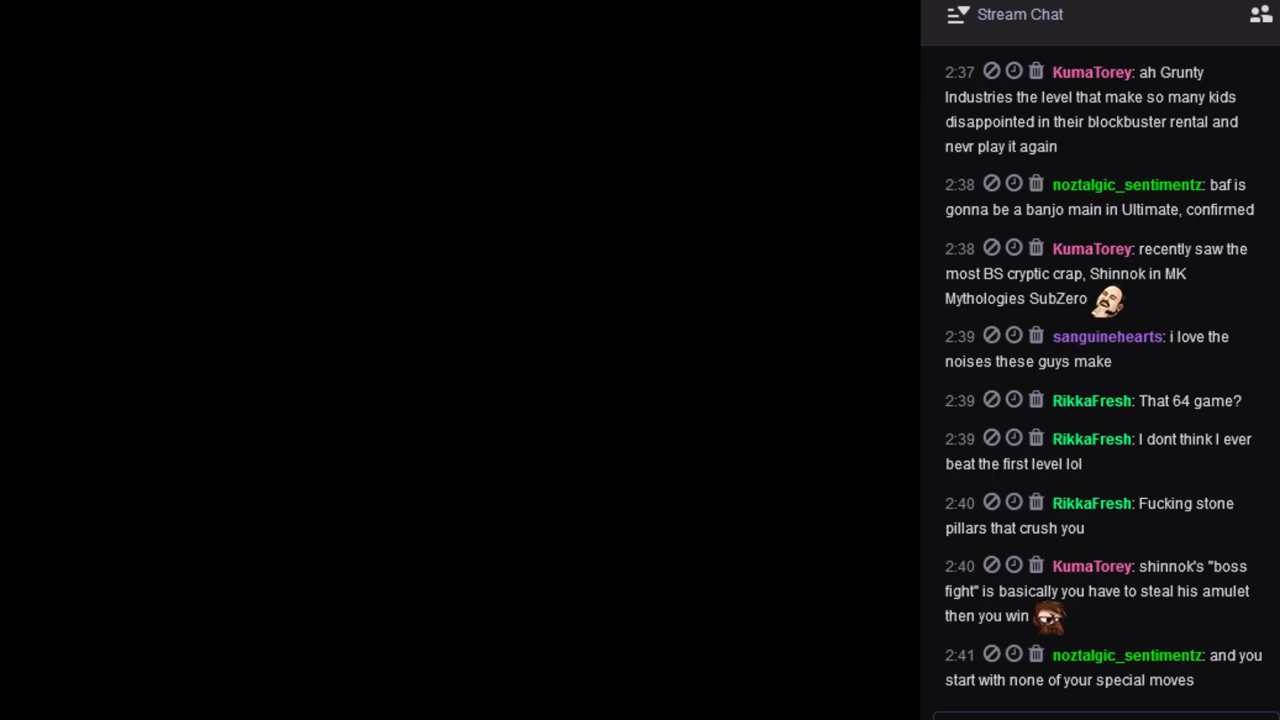 Stream Chat
2:37 KumaTorey: ah Grunty
Industries the level that make so many kids
disappointed in their blockbuster rental and
nevr play it again
2:38 noztalgic_sentimentz: baf is
gonna be a banjo main in Ultimate, confirmed
2:38 KumaTorey: recently saw the
most BS cryptic crap, Shinnok in MK
Mythologies SubZero
2:39 sanguinehearts: i love the
noises these guys make
2:39 RikkaFresh: That 64 game?
2:39 RikkaFresh: I dont think I ever
beat the first level lol
2:40 RikkaFresh: Fucking stone
pillars that crush you
2:40 KumaTorey: shinnok's "boss
fight" is basically you have to steal his amulet
then you win
2:41 noztalgic_sentimentz: and you
start with none of your special moves